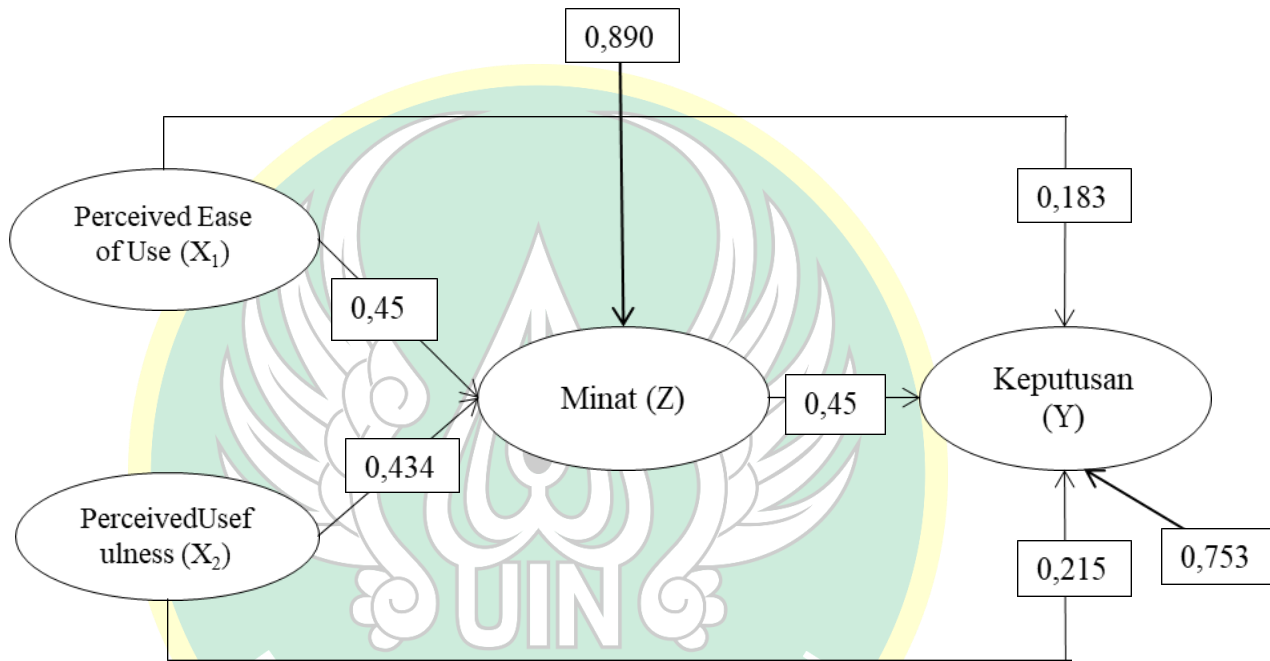 0,890
0,183
Perceived Ease
of Use (X₁)
0,45
Minat (Z)
0,45
Keputusan
(Y)
0,434
PerceivedUsef
ulness (X₂)
0,215
0,753
UIN